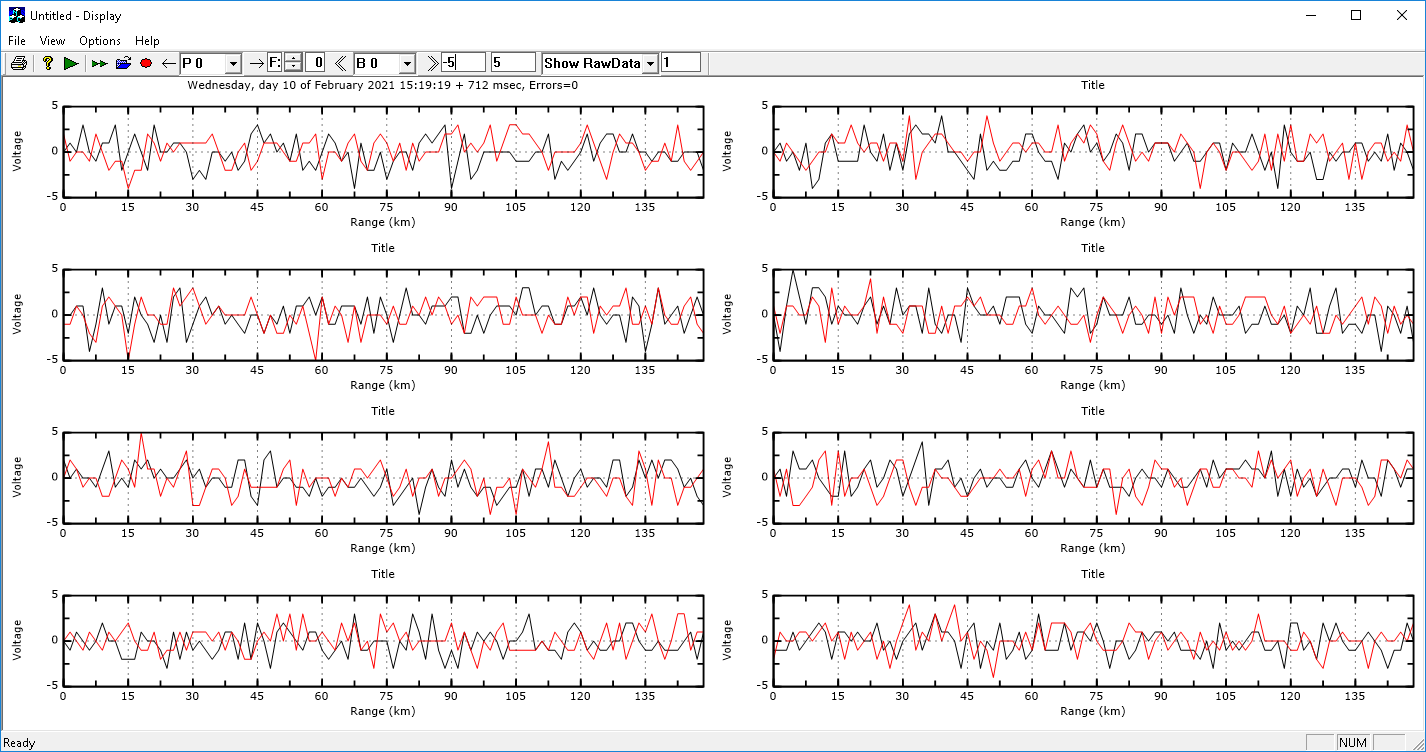 Untitled - Display
File View Options Help
P 0 F: 0 B 0 -5 5 Show RawData 1
Wednesday, day 10 of February 2021 15:19:19 + 712 msec, Errors=0
Voltage
5
0
-5
0 15 30 45 60 75 90 105 120 135
Range (km)
Title
Voltage
5
0
-5
0 15 30 45 60 75 90 105 120 135
Range (km)
Title
Voltage
5
0
-5
0 15 30 45 60 75 90 105 120 135
Range (km)
Title
Voltage
5
0
-5
0 15 30 45 60 75 90 105 120 135
Range (km)
Title
Voltage
5
0
-5
0 15 30 45 60 75 90 105 120 135
Range (km)
Title
Voltage
5
0
-5
0 15 30 45 60 75 90 105 120 135
Range (km)
Title
Voltage
5
0
-5
0 15 30 45 60 75 90 105 120 135
Range (km)
Title
Voltage
5
0
-5
0 15 30 45 60 75 90 105 120 135
Range (km)
Ready NUM